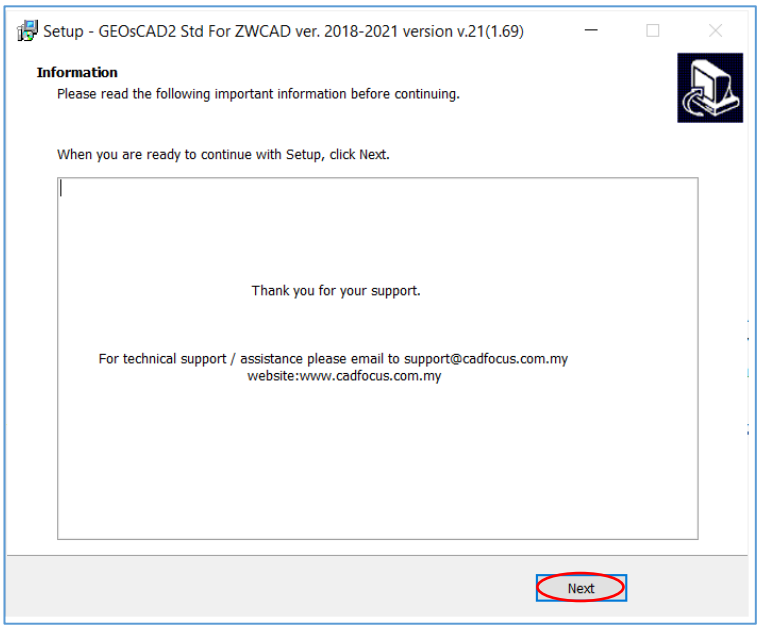 Setup - GEOsCAD2 Std For ZWCAD ver. 2018-2021 version v.21(1.69)
Information
Please read the following important information before continuing.
When you are ready to continue with Setup, click Next.
Thank you for your support.
For technical support / assistance please email to support@cadfocus.com.my
website:www.cadfocus.com.my
Next